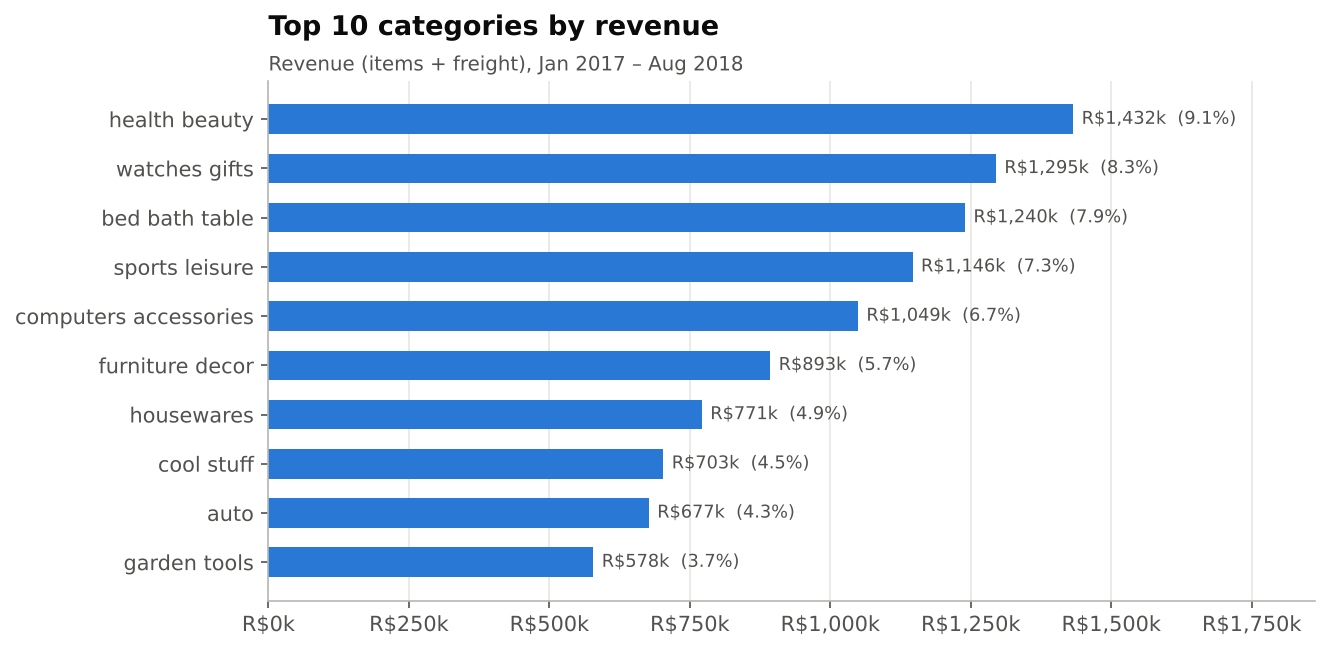 Top 10 categories by revenue
Revenue (items + freight), Jan 2017 – Aug 2018
health beauty R$1,432k (9.1%)
watches gifts R$1,295k (8.3%)
bed bath table R$1,240k (7.9%)
sports leisure R$1,146k (7.3%)
computers accessories R$1,049k (6.7%)
furniture decor R$893k (5.7%)
housewares R$771k (4.9%)
cool stuff R$703k (4.5%)
auto R$677k (4.3%)
garden tools R$578k (3.7%)
R$0k R$250k R$500k R$750k R$1,000k R$1,250k R$1,500k R$1,750k